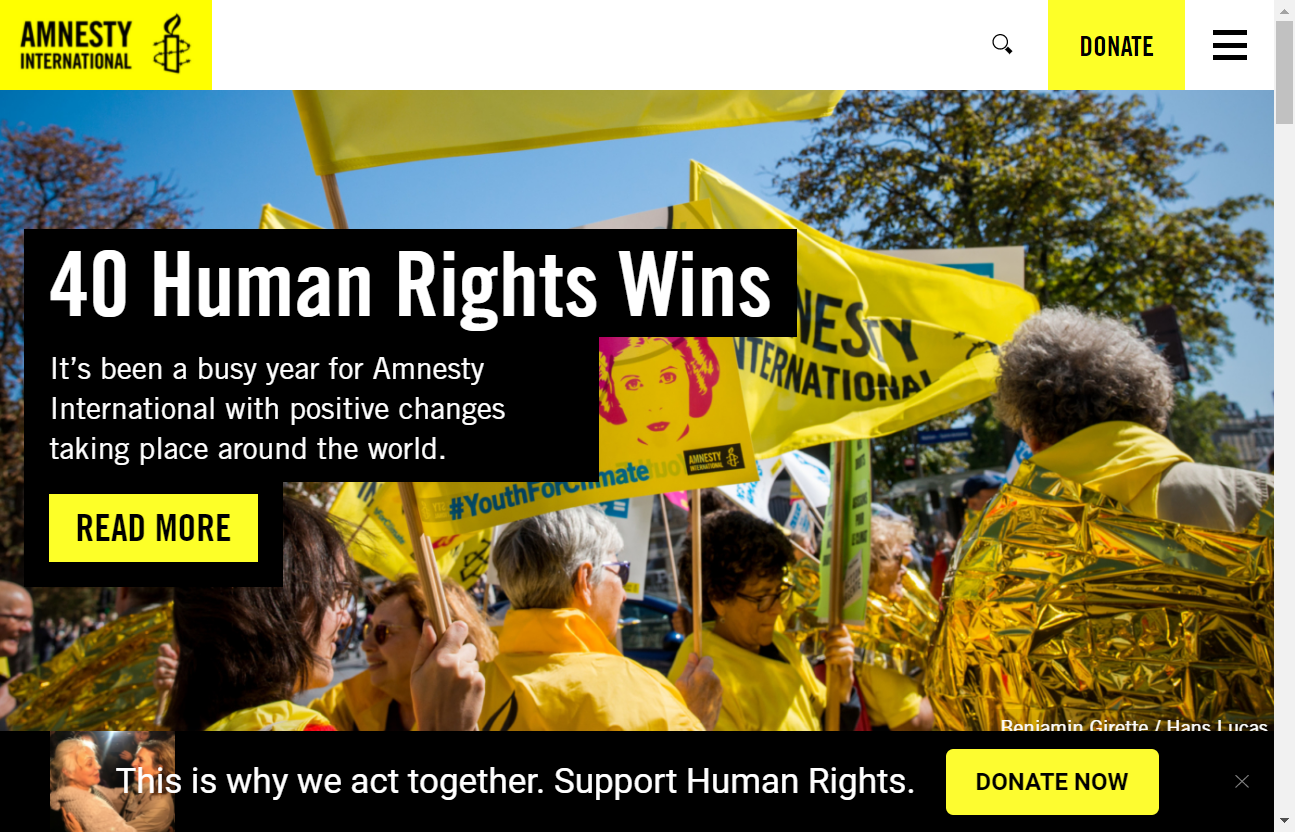 AMNESTY
INTERNATIONAL
DONATE
40 Human Rights Wins
It’s been a busy year for Amnesty
International with positive changes
taking place around the world.
READ MORE
AMNESTY
INTERNATIONAL
#YouthForClimate
AMNESTY
INTERNATIONAL
Benjamin Girette / Hans Lucas
This is why we act together. Support Human Rights.
DONATE NOW